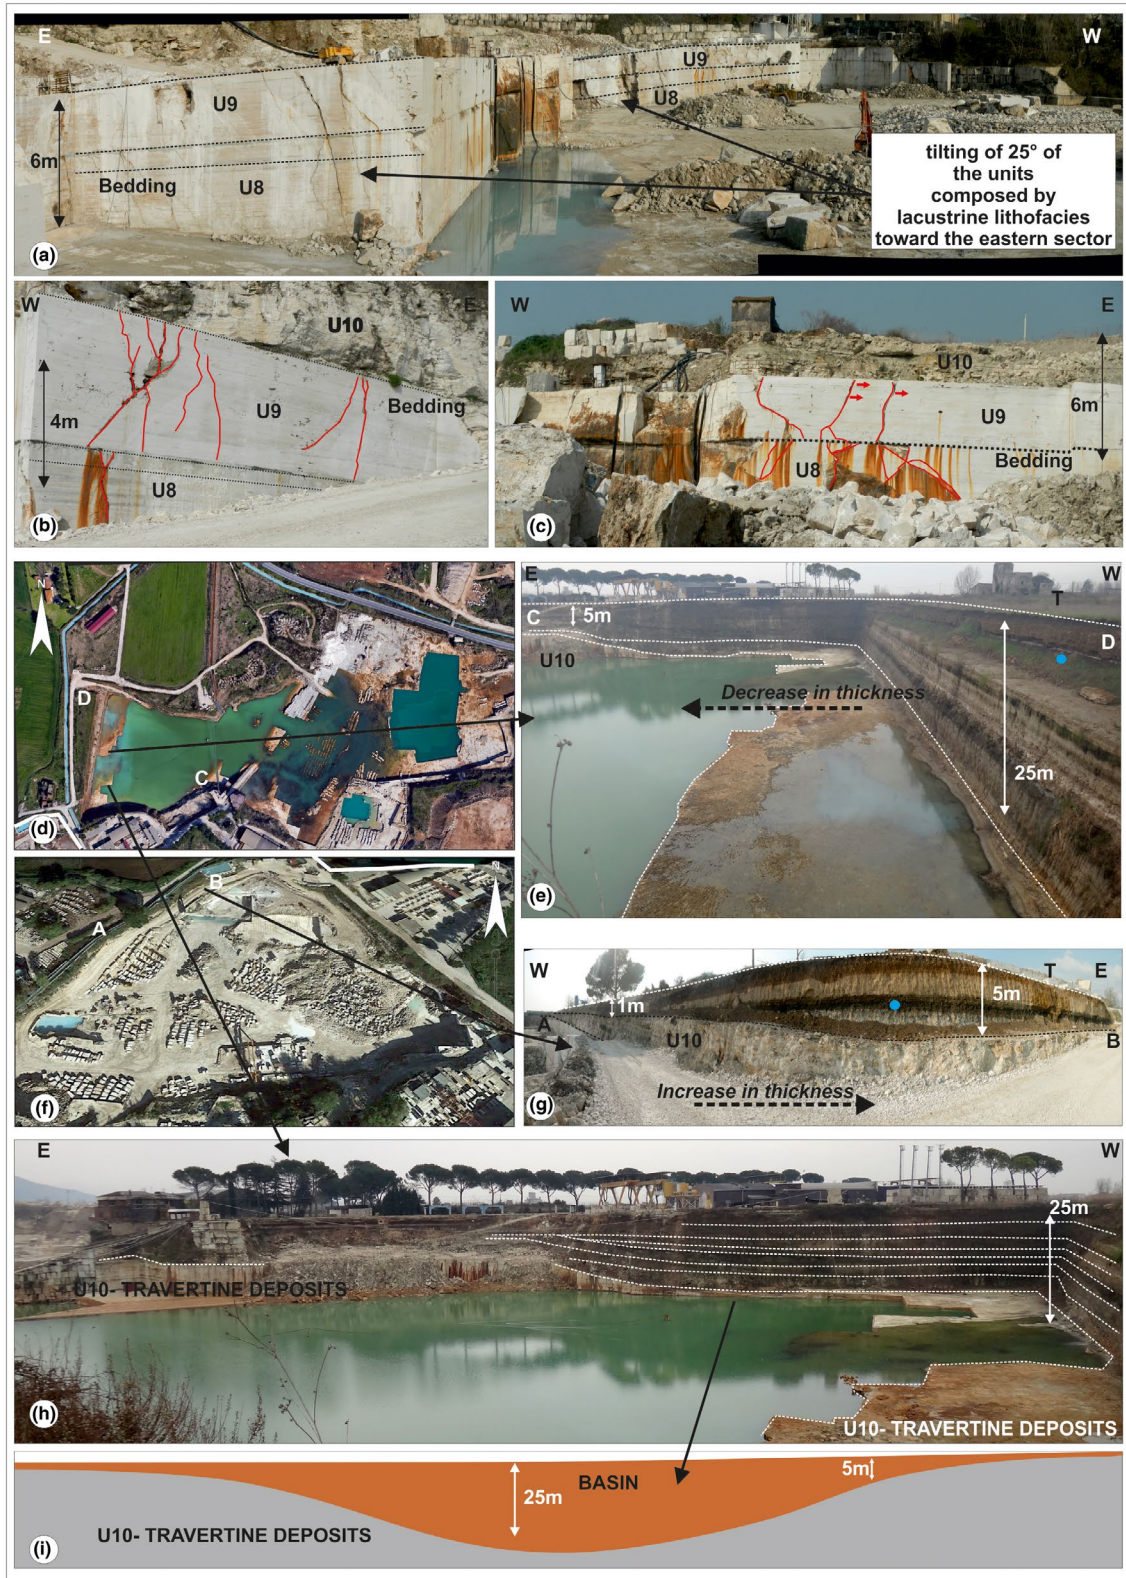 E
W
U9
U9
U8
6m
Bedding
U8
tilting of 25° of
the units
composed by
lacustrine lithofacies
toward the eastern sector
(a)
W
E
U10
U9
Bedding
4m
U8
(b)
W
E
U10
U9
6m
U8
Bedding
(c)
N
D
C
(d)
E
W
T
C
5m
D
U10
Decrease in thickness
25m
(e)
B
N
A
(f)
W
T
E
1m
5m
A
U10
B
Increase in thickness
(g)
E
W
25m
U10- TRAVERTINE DEPOSITS
U10- TRAVERTINE DEPOSITS
(h)
5m
BASIN
25m
U10- TRAVERTINE DEPOSITS
(i)